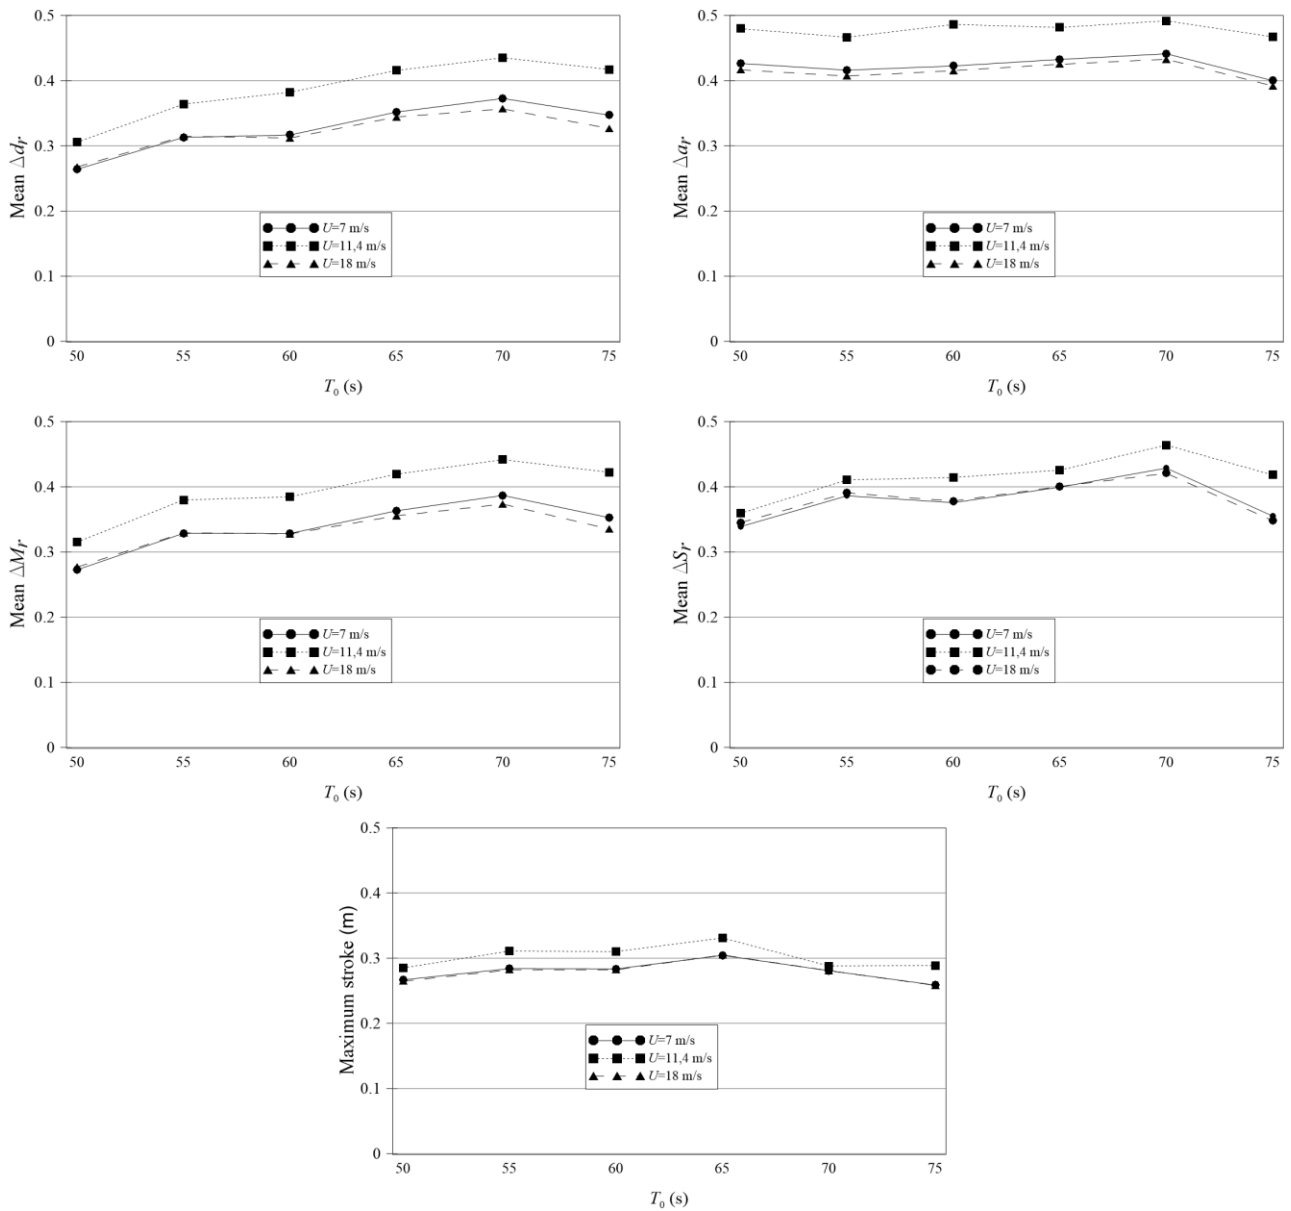 0.5
0.4
0.3
0.2
0.1
0
Mean △dr
U=7 m/s
U=11,4 m/s
U=18 m/s
50 55 60 65 70 75
T0 (s)
0.5
0.4
0.3
0.2
0.1
0
Mean △ar
U=7 m/s
U=11,4 m/s
U=18 m/s
50 55 60 65 70 75
T0 (s)
0.5
0.4
0.3
0.2
0.1
0
Mean △Mr
U=7 m/s
U=11,4 m/s
U=18 m/s
50 55 60 65 70 75
T0 (s)
0.5
0.4
0.3
0.2
0.1
0
Mean △Sr
U=7 m/s
U=11,4 m/s
U=18 m/s
50 55 60 65 70 75
T0 (s)
0.5
0.4
0.3
0.2
0.1
0
Maximum stroke (m)
U=7 m/s
U=11,4 m/s
U=18 m/s
50 55 60 65 70 75
T0 (s)